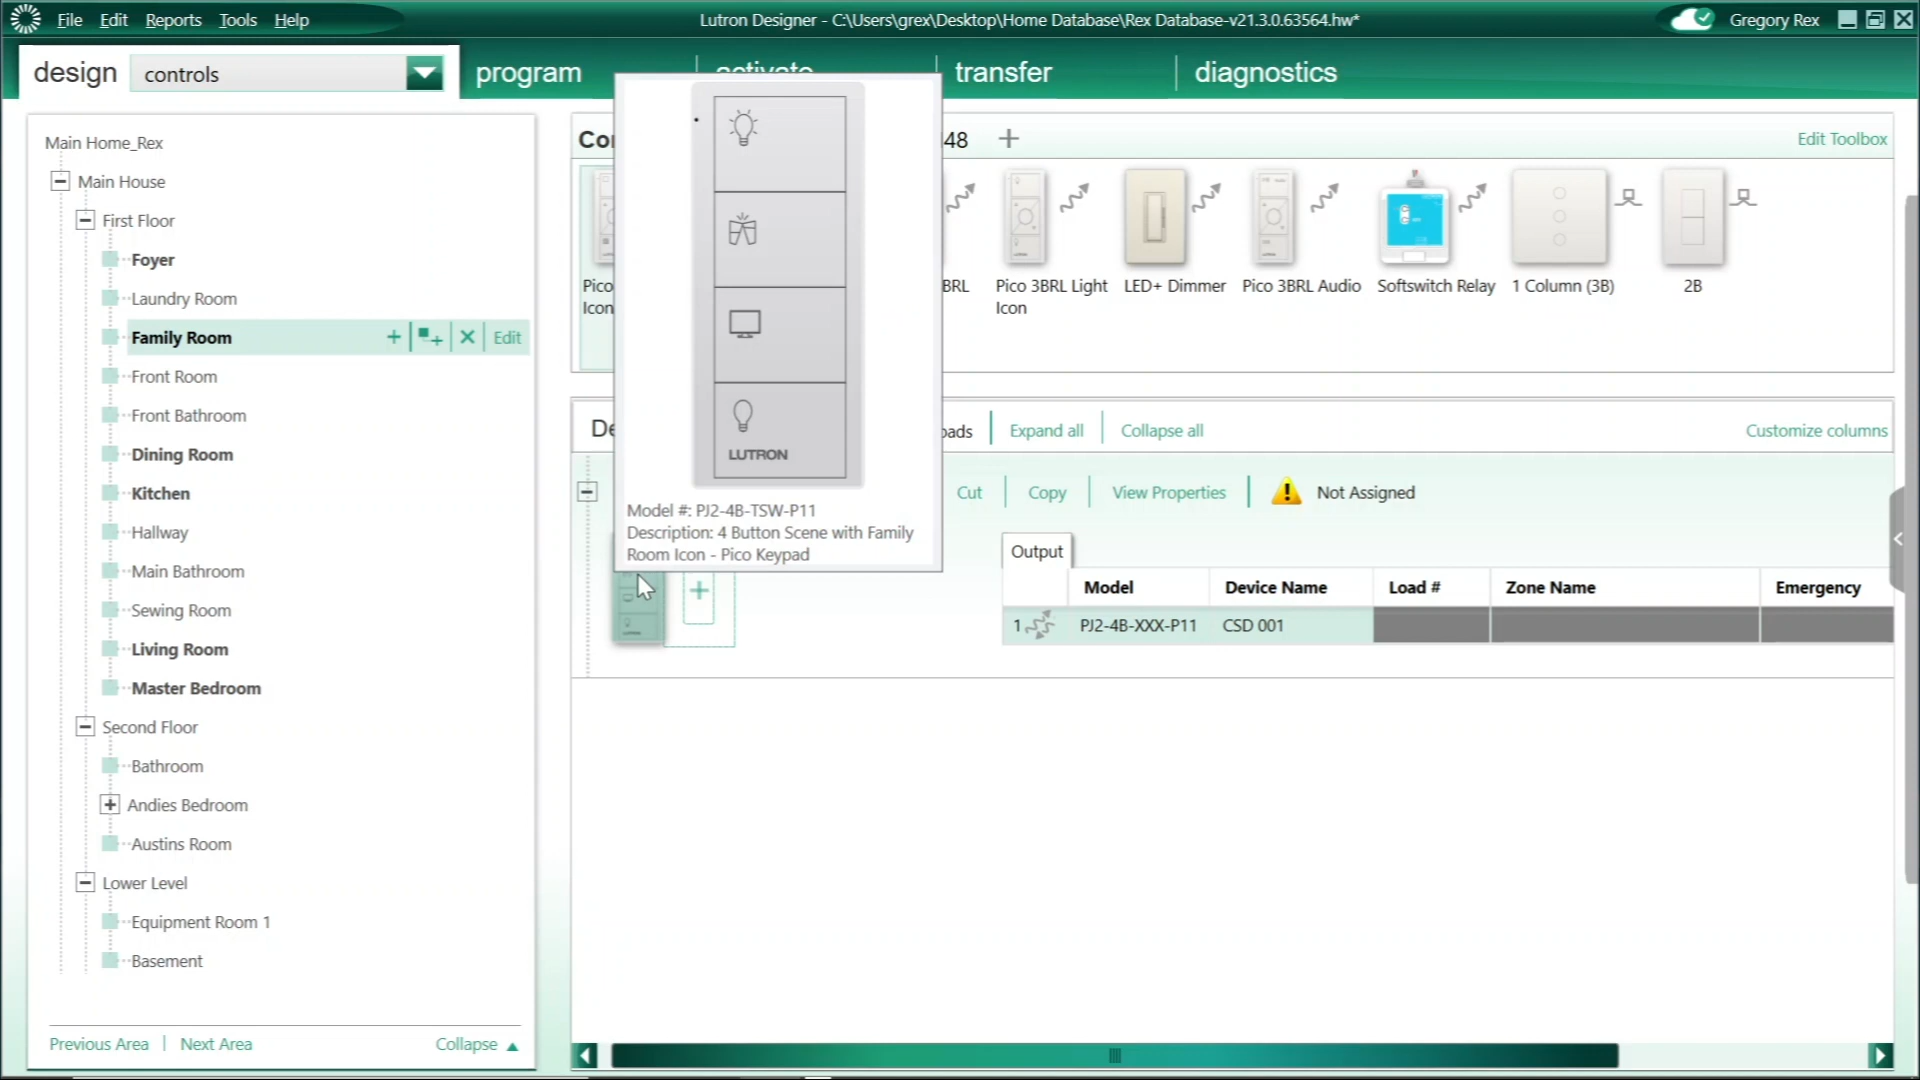 File Edit Reports Tools Help
Lutron Designer - C:\Users\grex\Desktop\Home Database\Rex Database-v21.3.0.63564.hw*
Gregory Rex
design controls program activate transfer diagnostics
Main Home_Rex
Main House
First Floor
Foyer
Laundry Room
Family Room Edit
Front Room
Front Bathroom
Dining Room
Kitchen
Hallway
Main Bathroom
Sewing Room
Living Room
Master Bedroom
Second Floor
Bathroom
Andies Bedroom
Austins Room
Lower Level
Equipment Room 1
Basement
Previous Area | Next Area Collapse
48 + Edit Toolbox
Pico
Icon
BRL
Pico 3BRL Light
Icon
LED+ Dimmer
Pico 3BRL Audio
Softswitch Relay
1 Column (3B)
2B
LUTRON
Model #: PJ2-4B-TSW-P11
Description: 4 Button Scene with Family
Room Icon - Pico Keypad
De
oads Expand all Collapse all Customize columns
Cut Copy View Properties Not Assigned
Output
Model Device Name Load # Zone Name Emergency
1 PJ2-4B-XXX-P11 CSD 001